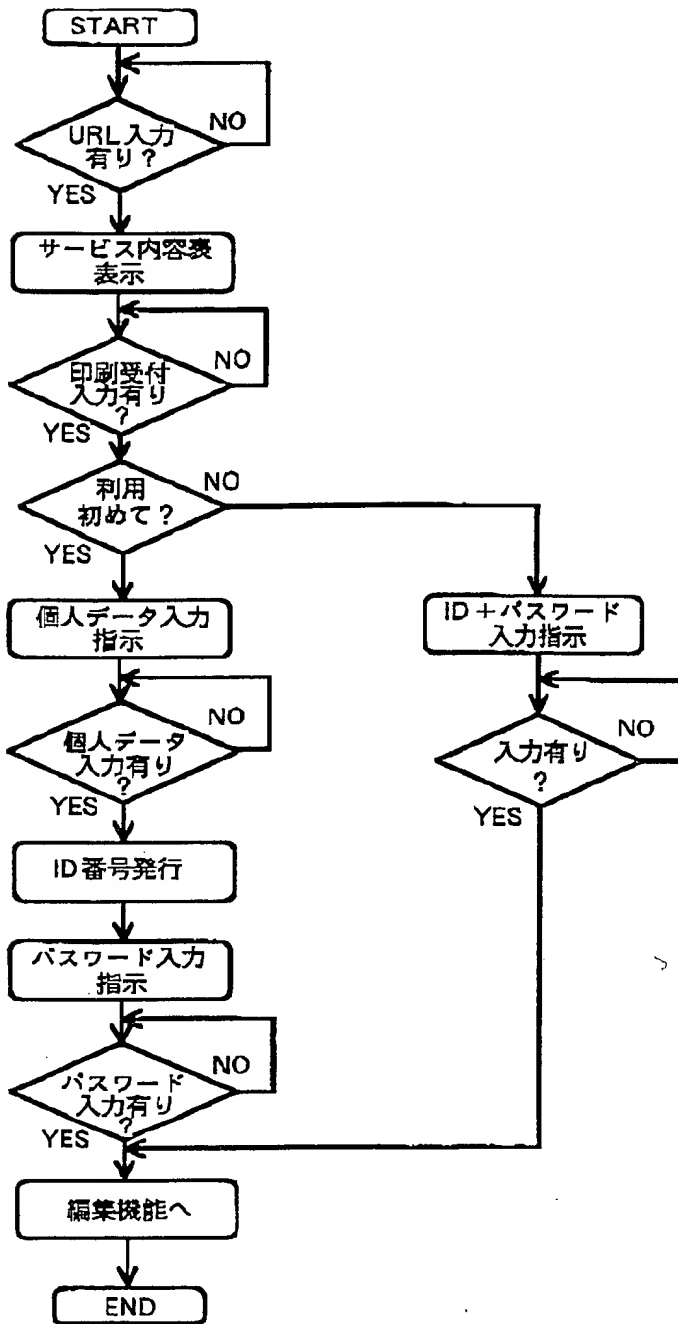 START
URL入力
有り？
NO
YES
サービス内容表
表示
印刷受付
入力有り
？
NO
YES
利用
初めて？
NO
YES
個人データ入力
指示
個人データ
入力有り
？
NO
YES
ID番号発行
パスワード入力
指示
パスワード
入力有り
？
NO
YES
ID＋パスワード
入力指示
入力有り
？
NO
YES
編集機能へ
END